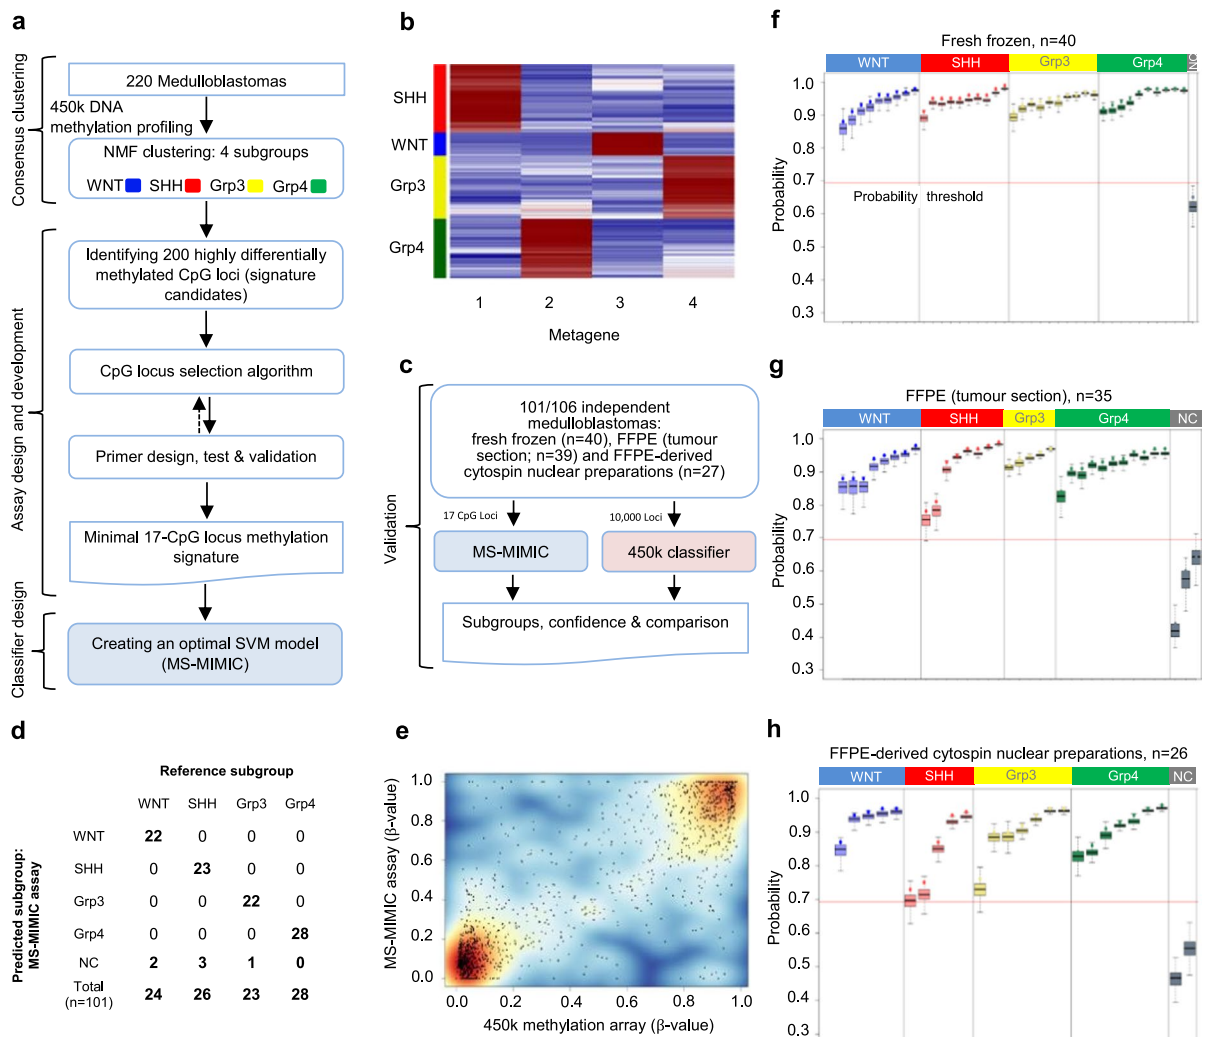 a
Consensus clustering
220 Medulloblastomas
450k DNA
methylation profiling
NMF clustering: 4 subgroups
WNT SHH Grp3 Grp4
Assay design and development
Identifying 200 highly differentially
methylated CpG loci (signature
candidates)
CpG locus selection algorithm
Primer design, test & validation
Minimal 17-CpG locus methylation
signature
Classifier design
Creating an optimal SVM model
(MS-MIMIC)
b
SHH
WNT
Grp3
Grp4
1 2 3 4
Metagene
c
Validation
101/106 independent
medulloblastomas:
fresh frozen (n=40), FFPE (tumour
section; n=39) and FFPE-derived
cytospin nuclear preparations (n=27)
17 CpG Loci 10,000 Loci
MS-MIMIC 450k classifier
Subgroups, confidence & comparison
d
Reference subgroup
WNT SHH Grp3 Grp4
Predicted subgroup:
MS-MIMIC assay
WNT 22 0 0 0
SHH 0 23 0 0
Grp3 0 0 22 0
Grp4 0 0 0 28
NC 2 3 1 0
Total
(n=101) 24 26 23 28
e
MS-MIMIC assay (β-value)
1.0
0.8
0.6
0.4
0.2
0.0
0.0 0.2 0.4 0.6 0.8 1.0
450k methylation array (β-value)
f
Fresh frozen, n=40
WNT SHH Grp3 Grp4 NC
Probability
1.0
0.9
0.8
0.7
0.6
0.5
0.4
0.3
Probability threshold
g
FFPE (tumour section), n=35
WNT SHH Grp3 Grp4 NC
Probability
1.0
0.9
0.8
0.7
0.6
0.5
0.4
0.3
h
FFPE-derived cytospin nuclear preparations, n=26
WNT SHH Grp3 Grp4 NC
Probability
1.0
0.9
0.8
0.7
0.6
0.5
0.4
0.3